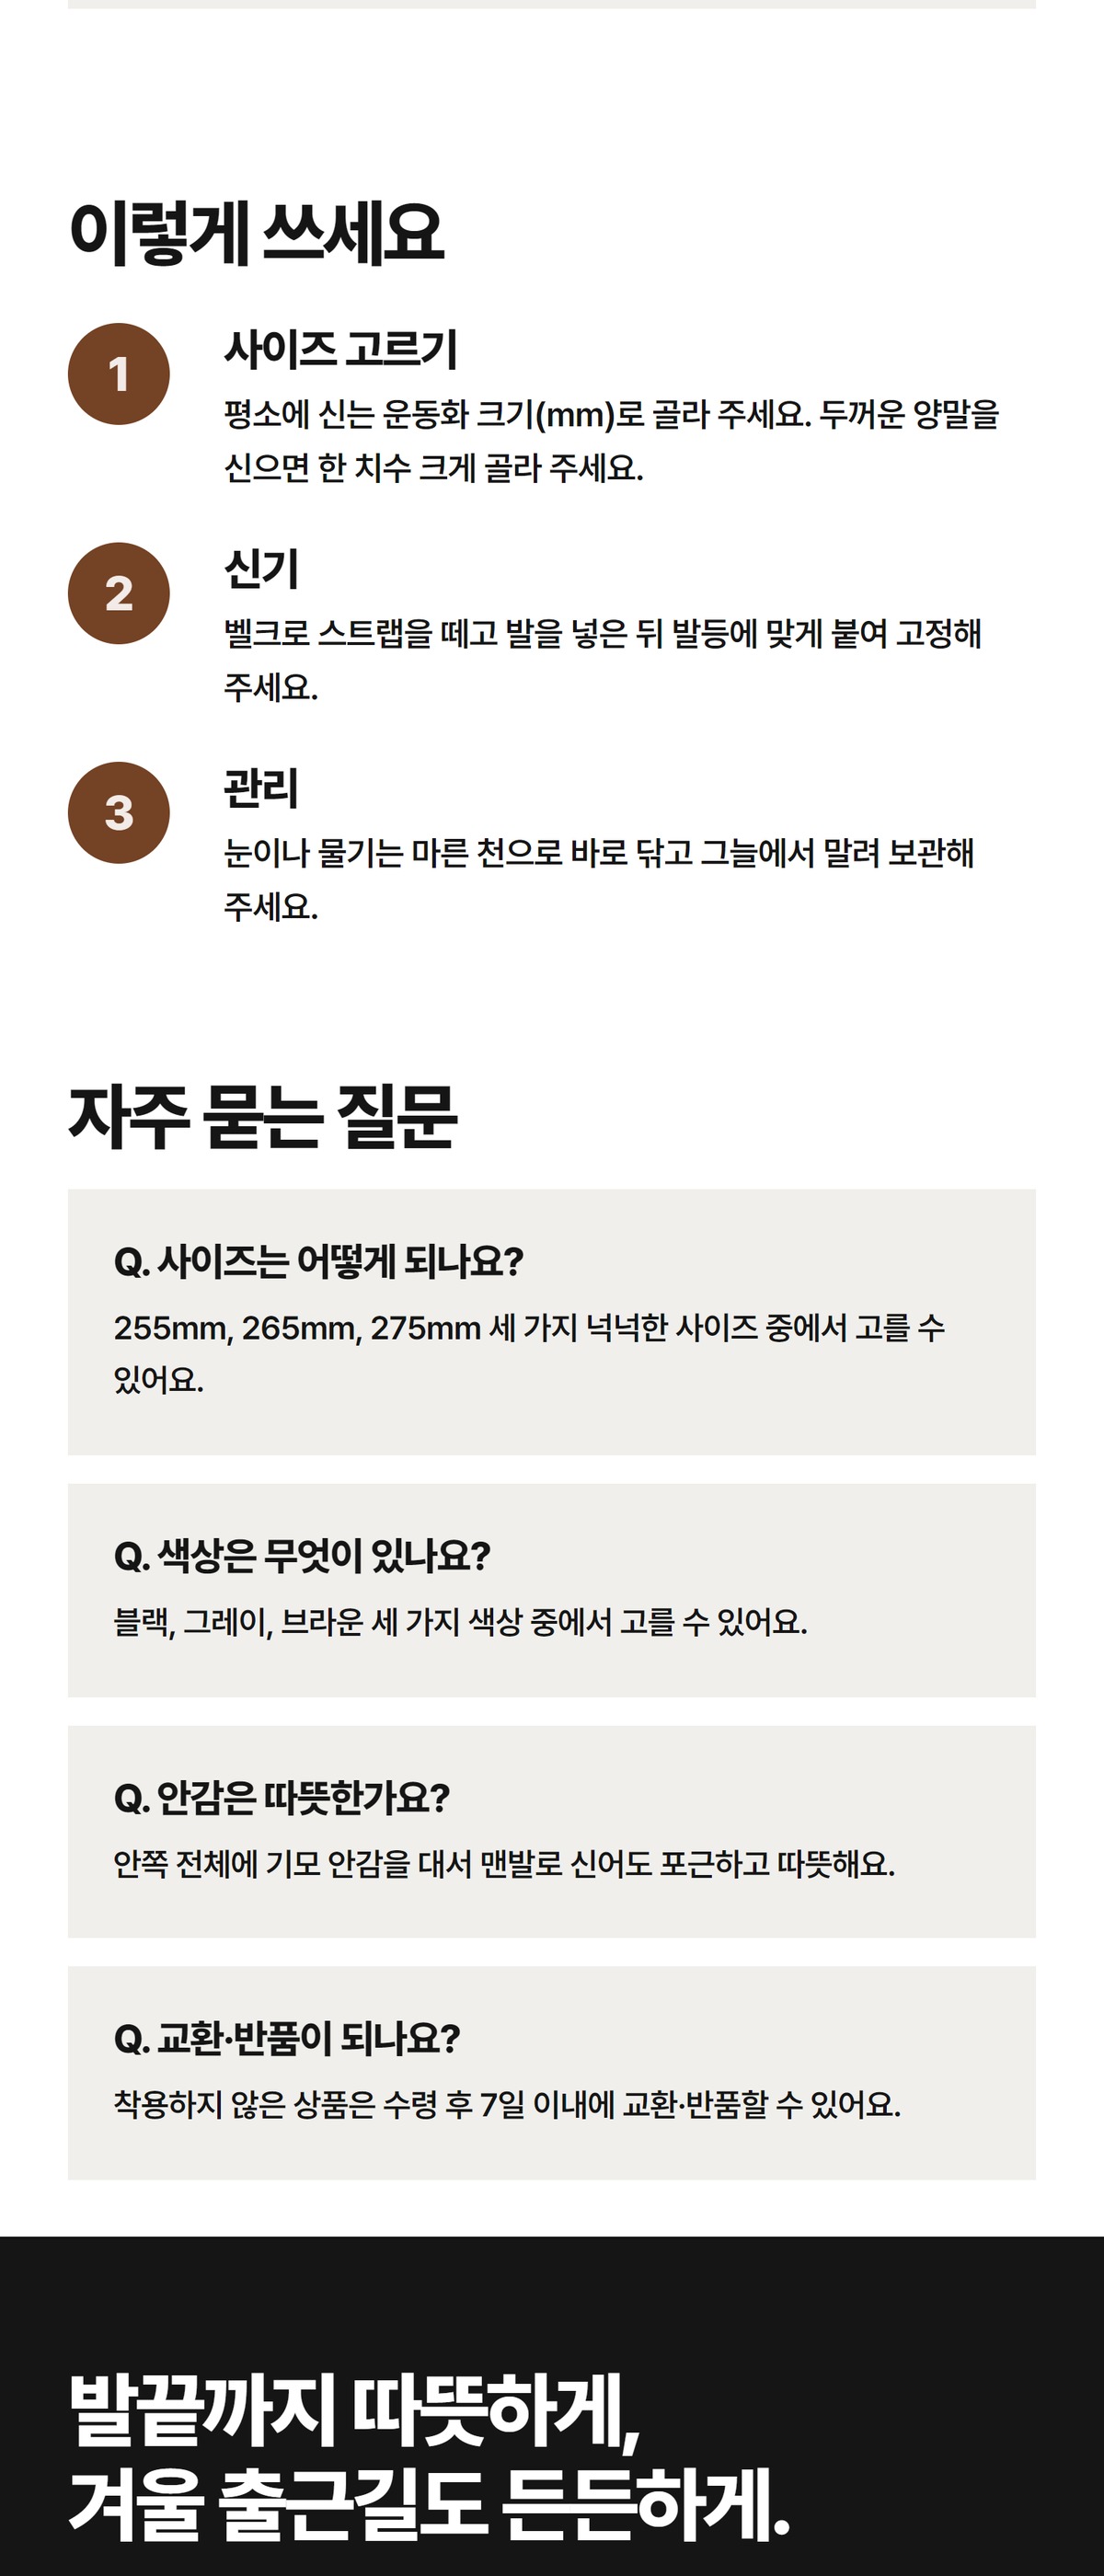 이렇게 쓰세요
1
사이즈 고르기
평소에 신는 운동화 크기(mm)로 골라 주세요. 두꺼운 양말을
신으면 한 치수 크게 골라 주세요.
2
신기
벨크로 스트랩을 떼고 발을 넣은 뒤 발등에 맞게 붙여 고정해
주세요.
3
관리
눈이나 물기는 마른 천으로 바로 닦고 그늘에서 말려 보관해
주세요.
자주 묻는 질문
Q. 사이즈는 어떻게 되나요?
255mm, 265mm, 275mm 세 가지 넉넉한 사이즈 중에서 고를 수
있어요.
Q. 색상은 무엇이 있나요?
블랙, 그레이, 브라운 세 가지 색상 중에서 고를 수 있어요.
Q. 안감은 따뜻한가요?
안쪽 전체에 기모 안감을 대서 맨발로 신어도 포근하고 따뜻해요.
Q. 교환·반품이 되나요?
착용하지 않은 상품은 수령 후 7일 이내에 교환·반품할 수 있어요.
발끝까지 따뜻하게,
겨울 출근길도 든든하게.